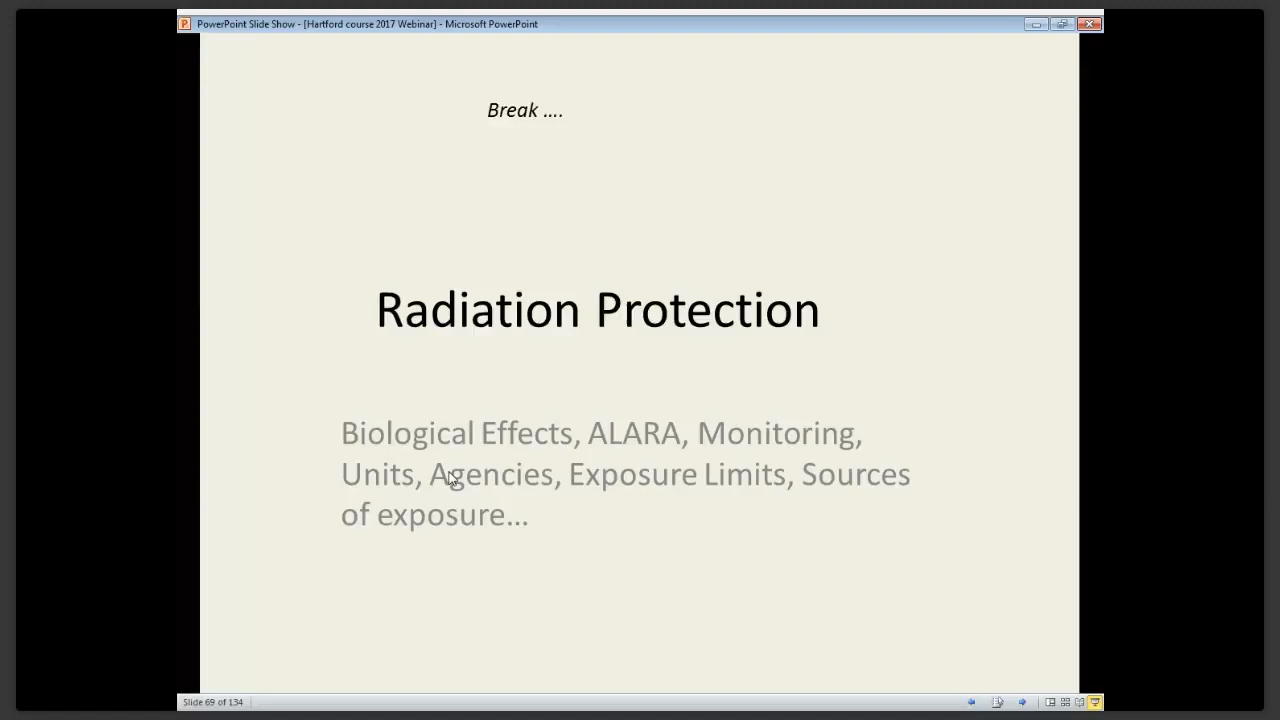 PowerPoint Slide Show - [Hartford course 2017 Webinar] - Microsoft PowerPoint
Break ....
Radiation Protection
Biological Effects, ALARA, Monitoring,
Units, Agencies, Exposure Limits, Sources
of exposure...
Slide 69 of 134